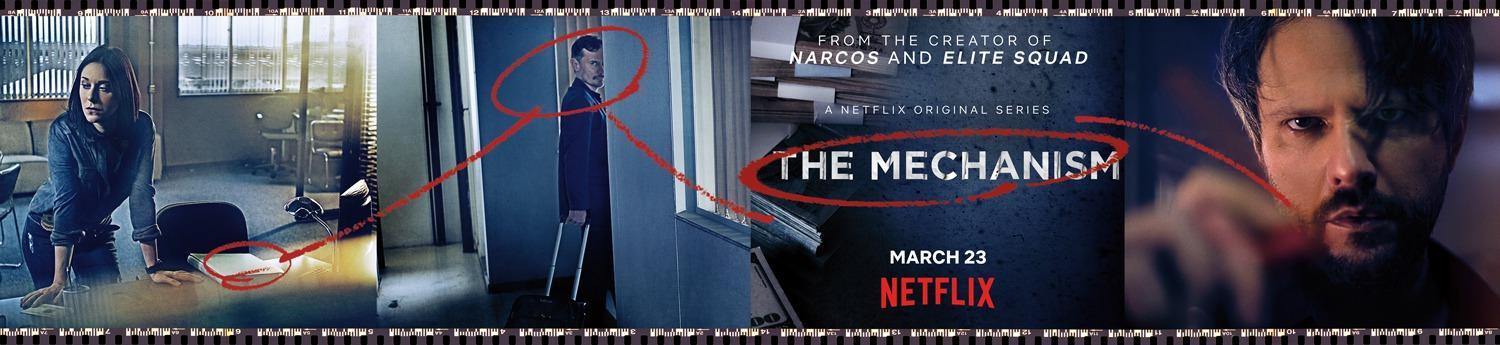 FROM THE CREATOR OF
NARCOS AND ELITE SQUAD
A NETFLIX ORIGINAL SERIES
THE MECHANISM
MARCH 23
NETFLIX